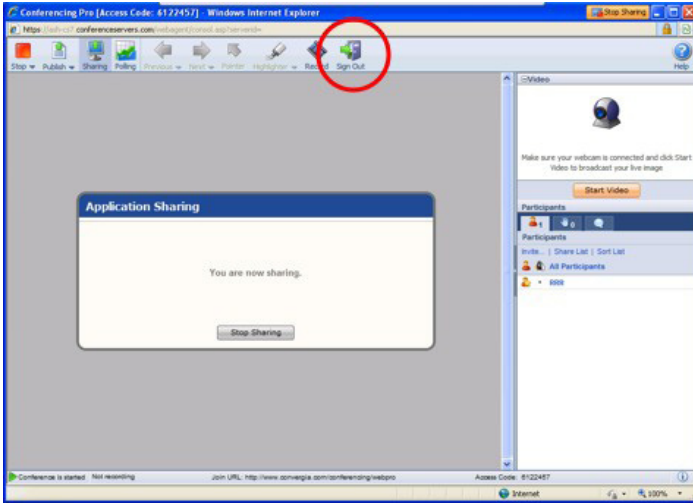 Conferencing Pro [Access Code: 6122457] - Windows Internet Explorer
Stop Sharing
conferenceservers.com
Stop Publish Sharing Polling Previous Next Pointer Highlighter Record Sign Out
Help
Video
Make sure your webcam is connected and click Start
Video to broadcast your live image
Start Video
Participants
1 0
Participants
Invite... | Share List | Sort List
All Participants
Application Sharing
You are now sharing.
Stop Sharing
Conference is started Not recording Join URL: http://www.convergia.com/conferencing/webpro Access Code: 6122457
Internet 100%